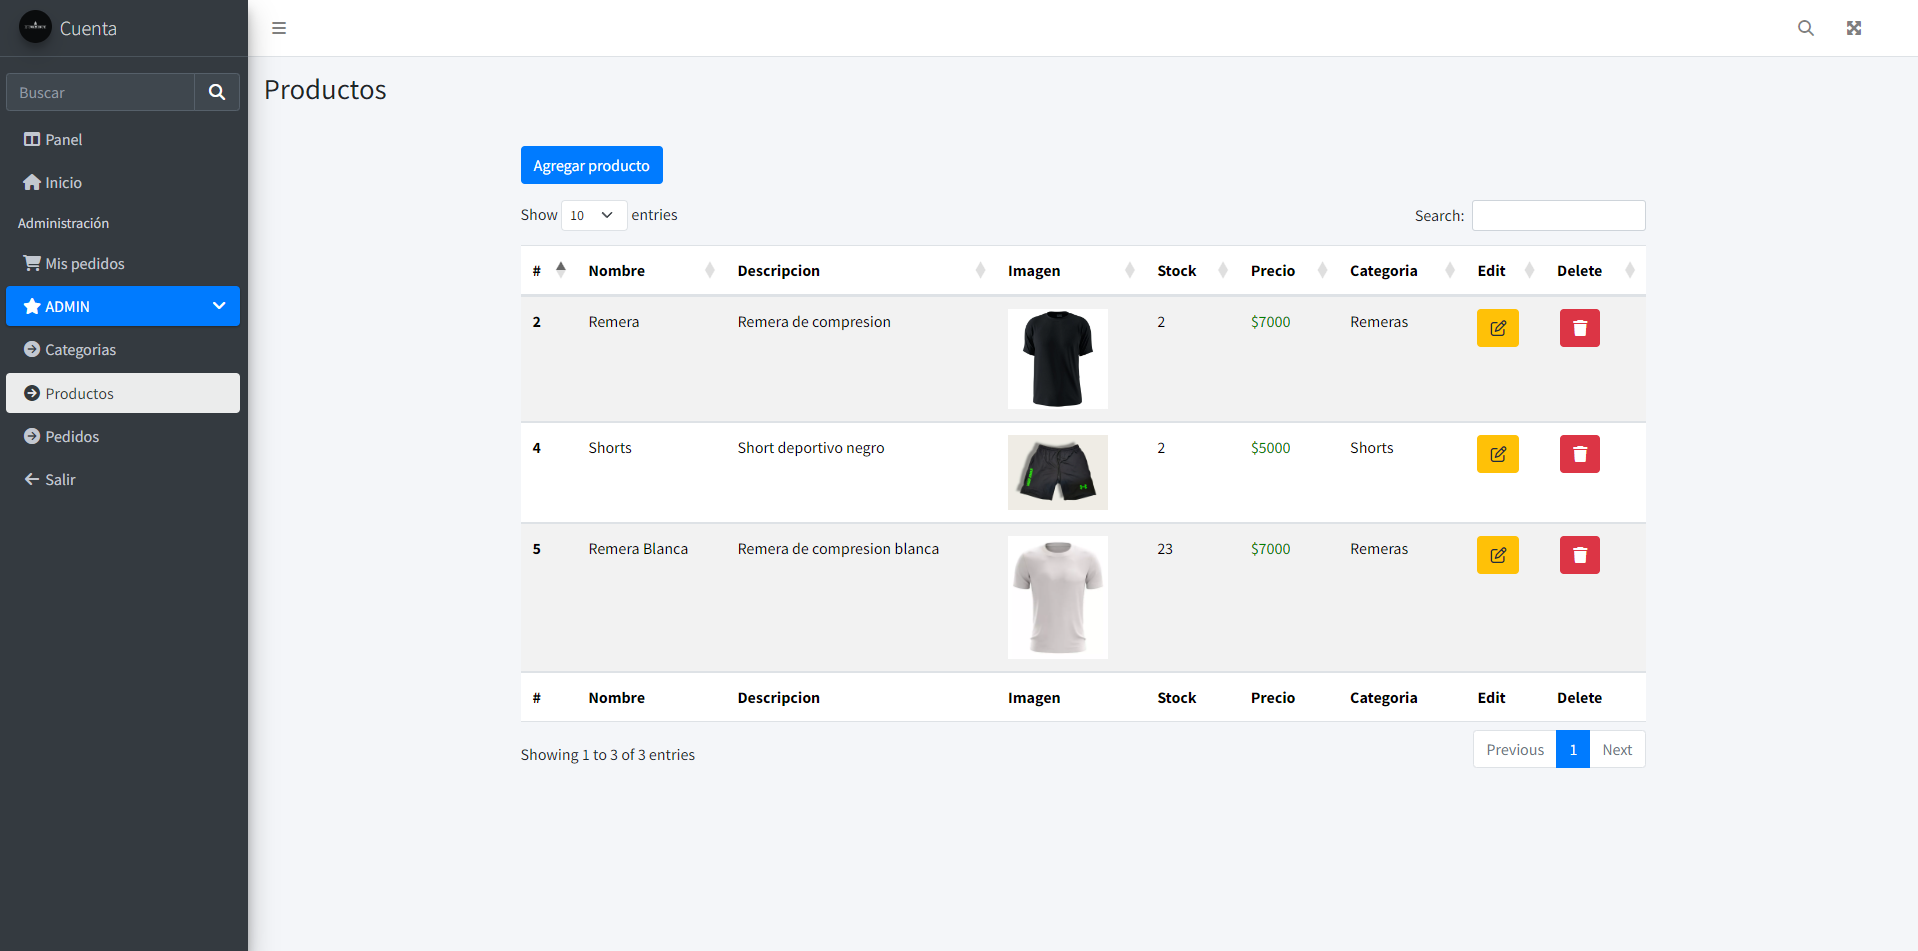 Cuenta
Buscar
Panel
Inicio
Administración
Mis pedidos
ADMIN
Categorias
Productos
Pedidos
Salir
Productos
Agregar producto
Show 10 entries
Search:
# Nombre Descripcion Imagen Stock Precio Categoria Edit Delete
2 Remera Remera de compresion 2 $7000 Remeras
4 Shorts Short deportivo negro 2 $5000 Shorts
5 Remera Blanca Remera de compresion blanca 23 $7000 Remeras
# Nombre Descripcion Imagen Stock Precio Categoria Edit Delete
Showing 1 to 3 of 3 entries
Previous 1 Next